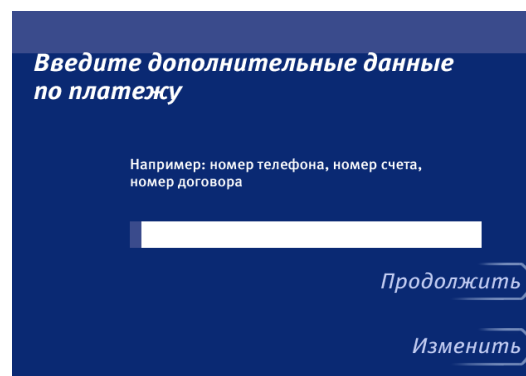 Введите дополнительные данные
по платежу
Например: номер телефона, номер счета,
номер договора
Продолжить
Изменить